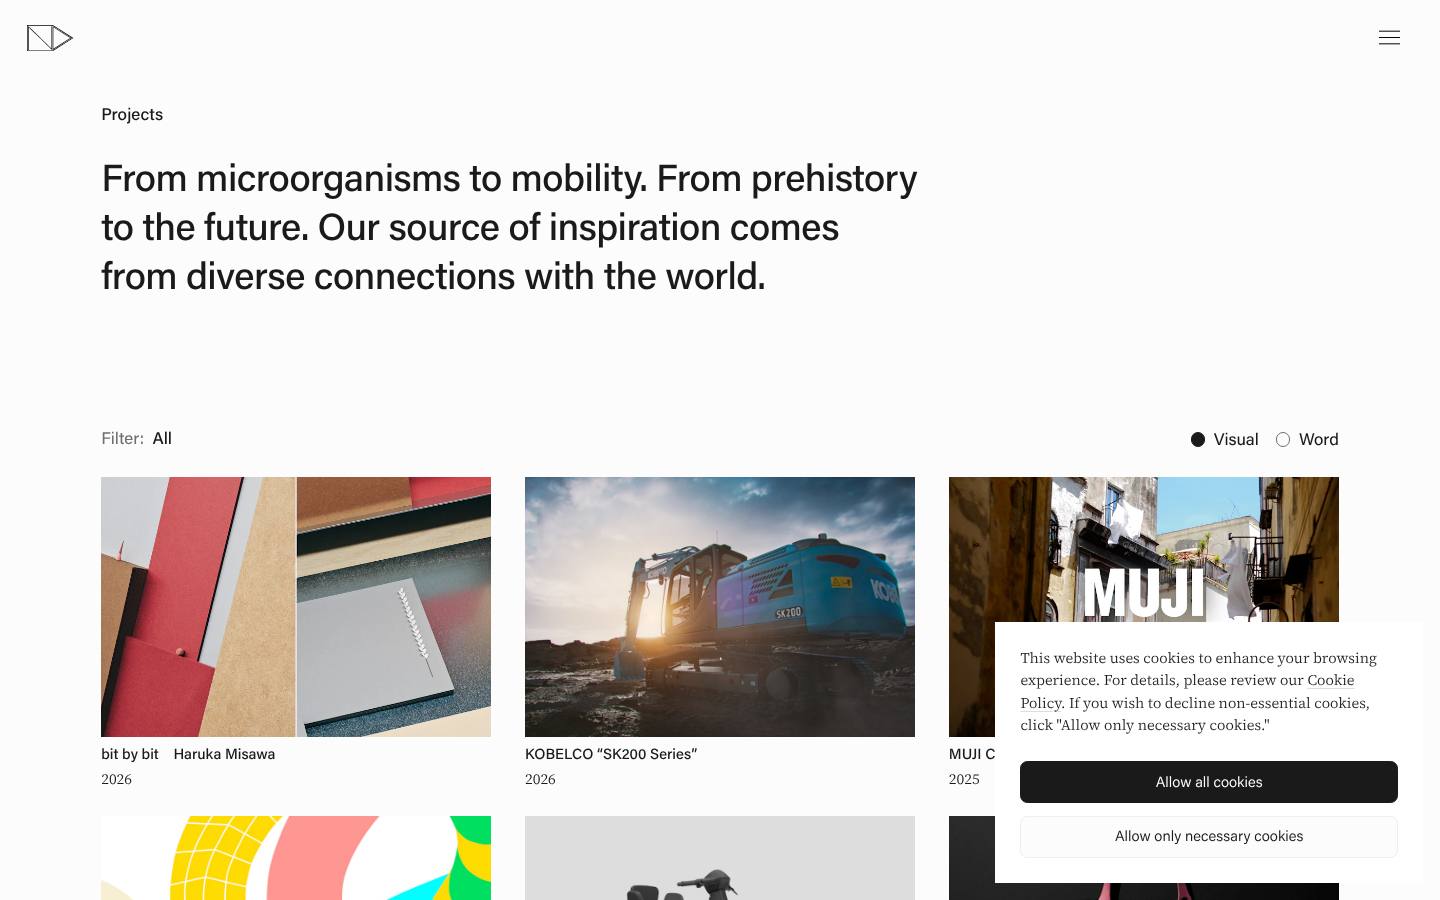 Projects
From microorganisms to mobility. From prehistory
to the future. Our source of inspiration comes
from diverse connections with the world.
Filter: All
Visual
Word
SK200
MUJI
bit by bit Haruka Misawa
2026
KOBELCO “SK200 Series”
2026
MUJI C
2025
This website uses cookies to enhance your browsing
experience. For details, please review our Cookie
Policy. If you wish to decline non-essential cookies,
click "Allow only necessary cookies."
Allow all cookies
Allow only necessary cookies